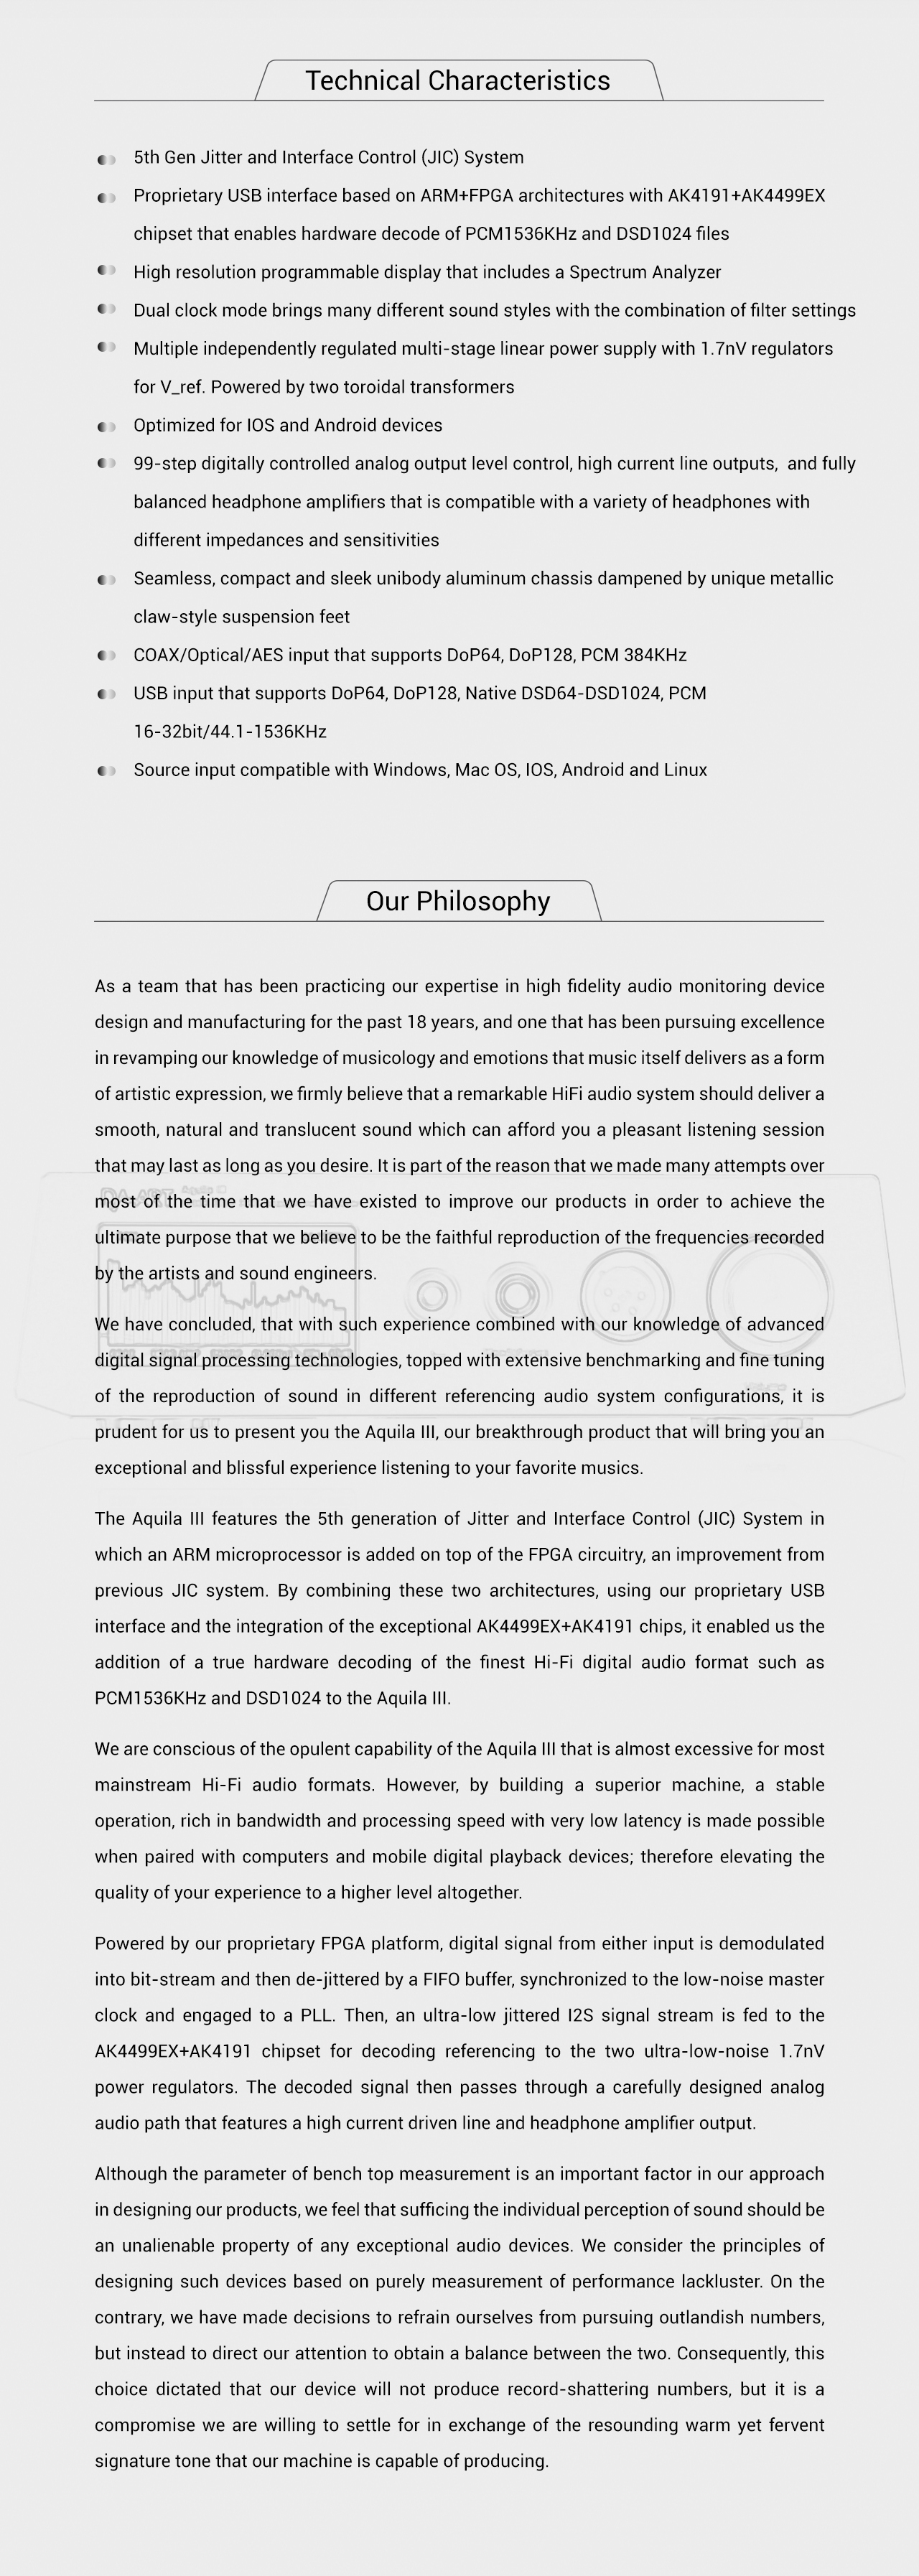 Technical Characteristics
5th Gen Jitter and Interface Control (JIC) System
Proprietary USB interface based on ARM+FPGA architectures with AK4191+AK4499EX
chipset that enables hardware decode of PCM1536KHz and DSD1024 files
High resolution programmable display that includes a Spectrum Analyzer
Dual clock mode brings many different sound styles with the combination of filter settings
Multiple independently regulated multi-stage linear power supply with 1.7nV regulators
for V_ref. Powered by two toroidal transformers
Optimized for IOS and Android devices
99-step digitally controlled analog output level control, high current line outputs,  and fully
balanced headphone amplifiers that is compatible with a variety of headphones with
different impedances and sensitivities
Seamless, compact and sleek unibody aluminum chassis dampened by unique metallic
claw-style suspension feet
COAX/Optical/AES input that supports DoP64, DoP128, PCM 384KHz
USB input that supports DoP64, DoP128, Native DSD64-DSD1024, PCM
16-32bit/44.1-1536KHz
Source input compatible with Windows, Mac OS, IOS, Android and Linux
Our Philosophy
As a team that has been practicing our expertise in high fidelity audio monitoring device
design and manufacturing for the past 18 years, and one that has been pursuing excellence
in revamping our knowledge of musicology and emotions that music itself delivers as a form
of artistic expression, we firmly believe that a remarkable HiFi audio system should deliver a
smooth, natural and translucent sound which can afford you a pleasant listening session
that may last as long as you desire. It is part of the reason that we made many attempts over
most of the time that we have existed to improve our products in order to achieve the
ultimate purpose that we believe to be the faithful reproduction of the frequencies recorded
by the artists and sound engineers.
We have concluded, that with such experience combined with our knowledge of advanced
digital signal processing technologies, topped with extensive benchmarking and fine tuning
of the reproduction of sound in different referencing audio system configurations, it is
prudent for us to present you the Aquila III, our breakthrough product that will bring you an
exceptional and blissful experience listening to your favorite musics.
The Aquila III features the 5th generation of Jitter and Interface Control (JIC) System in
which an ARM microprocessor is added on top of the FPGA circuitry, an improvement from
previous JIC system. By combining these two architectures, using our proprietary USB
interface and the integration of the exceptional AK4499EX+AK4191 chips, it enabled us the
addition of a true hardware decoding of the finest Hi-Fi digital audio format such as
PCM1536KHz and DSD1024 to the Aquila III.
We are conscious of the opulent capability of the Aquila III that is almost excessive for most
mainstream Hi-Fi audio formats. However, by building a superior machine, a stable
operation, rich in bandwidth and processing speed with very low latency is made possible
when paired with computers and mobile digital playback devices; therefore elevating the
quality of your experience to a higher level altogether.
Powered by our proprietary FPGA platform, digital signal from either input is demodulated
into bit-stream and then de-jittered by a FIFO buffer, synchronized to the low-noise master
clock and engaged to a PLL. Then, an ultra-low jittered I2S signal stream is fed to the
AK4499EX+AK4191 chipset for decoding referencing to the two ultra-low-noise 1.7nV
power regulators. The decoded signal then passes through a carefully designed analog
audio path that features a high current driven line and headphone amplifier output.
Although the parameter of bench top measurement is an important factor in our approach
in designing our products, we feel that sufficing the individual perception of sound should be
an unalienable property of any exceptional audio devices. We consider the principles of
designing such devices based on purely measurement of performance lackluster. On the
contrary, we have made decisions to refrain ourselves from pursuing outlandish numbers,
but instead to direct our attention to obtain a balance between the two. Consequently, this
choice dictated that our device will not produce record-shattering numbers, but it is a
compromise we are willing to settle for in exchange of the resounding warm yet fervent
signature tone that our machine is capable of producing.